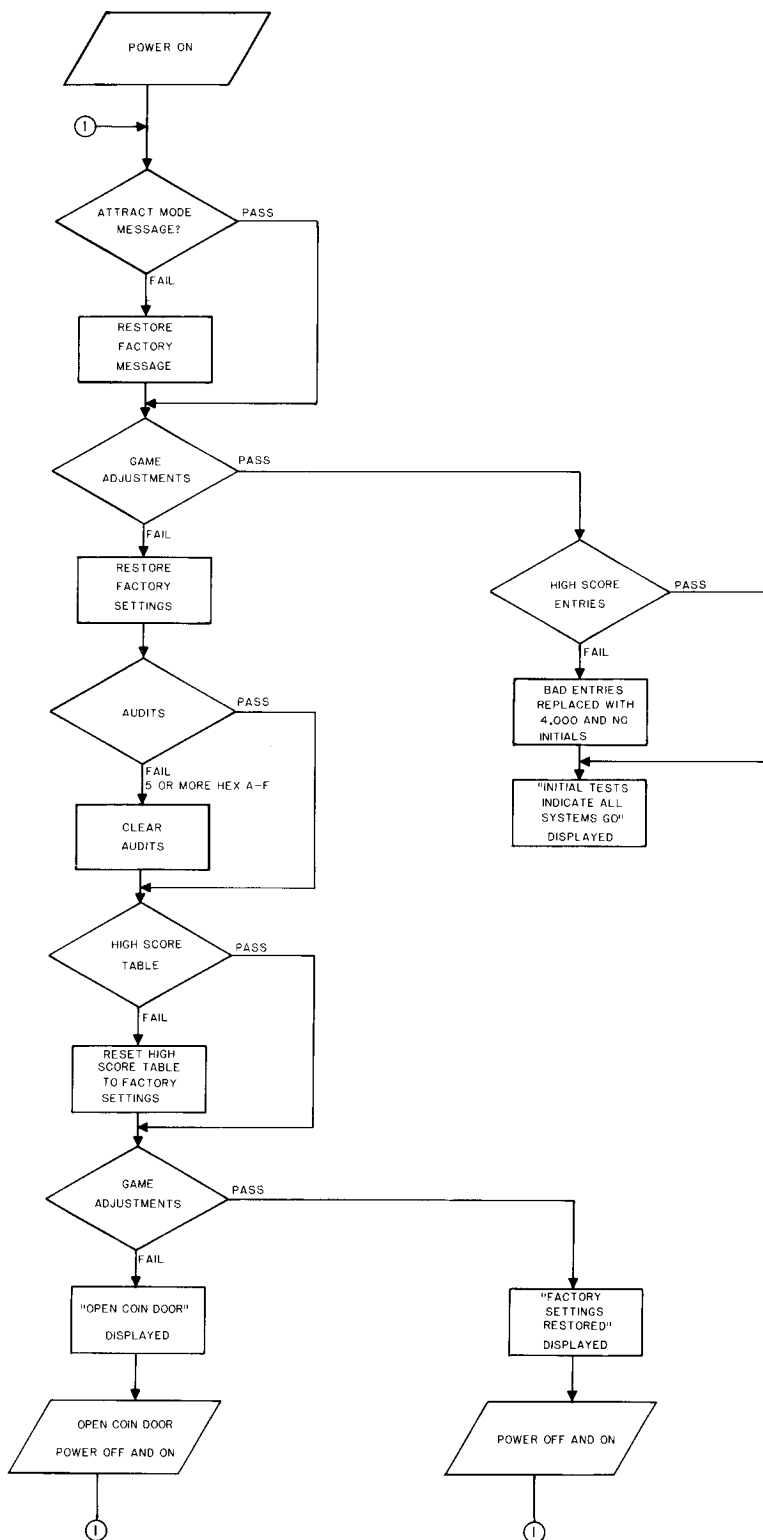 POWER ON
1
ATTRACT MODE
MESSAGE?
PASS
FAIL
RESTORE
FACTORY
MESSAGE
GAME
ADJUSTMENTS
PASS
FAIL
RESTORE
FACTORY
SETTINGS
HIGH SCORE
ENTRIES
PASS
FAIL
BAD ENTRIES
REPLACED WITH
4,000 AND NO
INITIALS
"INITIAL TESTS
INDICATE ALL
SYSTEMS GO"
DISPLAYED
AUDITS
PASS
FAIL
5 OR MORE HEX A-F
CLEAR
AUDITS
HIGH SCORE
TABLE
PASS
FAIL
RESET HIGH
SCORE TABLE
TO FACTORY
SETTINGS
GAME
ADJUSTMENTS
PASS
FAIL
"OPEN COIN DOOR"
DISPLAYED
"FACTORY
SETTINGS
RESTORED"
DISPLAYED
OPEN COIN DOOR
POWER OFF AND ON
POWER OFF AND ON
1
1